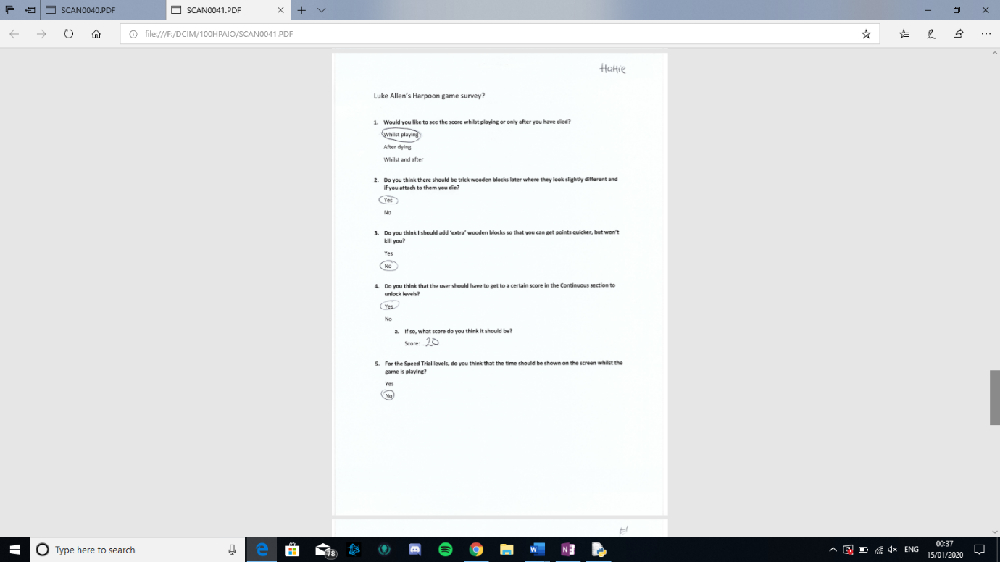 SCAN0040.PDF
SCAN0041.PDF
file:///F:/DCIM/100HPAIO/SCAN0041.PDF
Hattie
Luke Allen's Harpoon game survey?
1. Would you like to see the score whilst playing or only after you have died?
Whilst playing
After dying
Whilst and after
2. Do you think there should be trick wooden blocks later where they look slightly different and
if you attach to them you die?
Yes
No
3. Do you think I should add 'extra' wooden blocks so that you can get points quicker, but won't
kill you?
Yes
No
4. Do you think that the user should have to get to a certain score in the Continuous section to
unlock levels?
Yes
No
a. If so, what score do you think it should be?
Score: ...20
5. For the Speed Trial levels, do you think that the time should be shown on the screen whilst the
game is playing?
Yes
No
Type here to search
78
ENG
00:37
15/01/2020